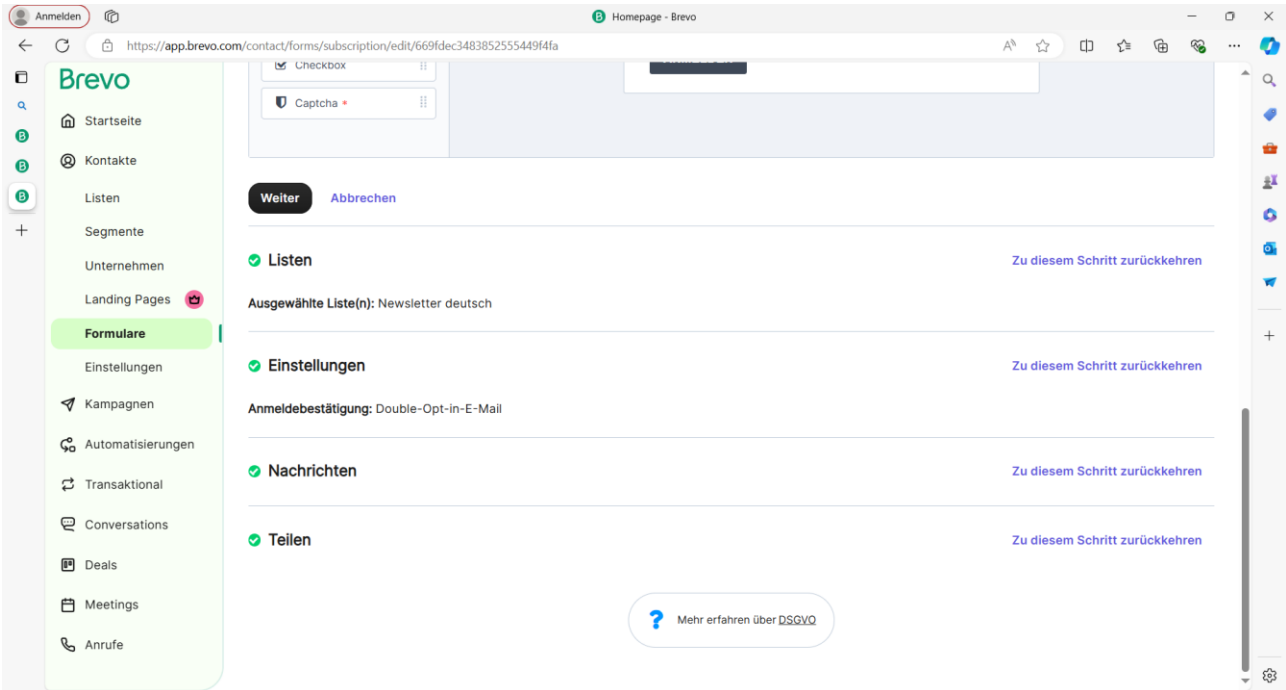 Anmelden
Homepage - Brevo
https://app.brevo.com/contact/forms/subscription/edit/669fdec3483852555449f4fa
Brevo
Startseite
Kontakte
Listen
Segmente
Unternehmen
Landing Pages
Formulare
Einstellungen
Kampagnen
Automatisierungen
Transaktional
Conversations
Deals
Meetings
Anrufe
Checkbox
Captcha *
Weiter Abbrechen
Listen Zu diesem Schritt zurückkehren
Ausgewählte Liste(n): Newsletter deutsch
Einstellungen Zu diesem Schritt zurückkehren
Anmeldebestätigung: Double-Opt-in-E-Mail
Nachrichten Zu diesem Schritt zurückkehren
Teilen Zu diesem Schritt zurückkehren
Mehr erfahren über DSGVO